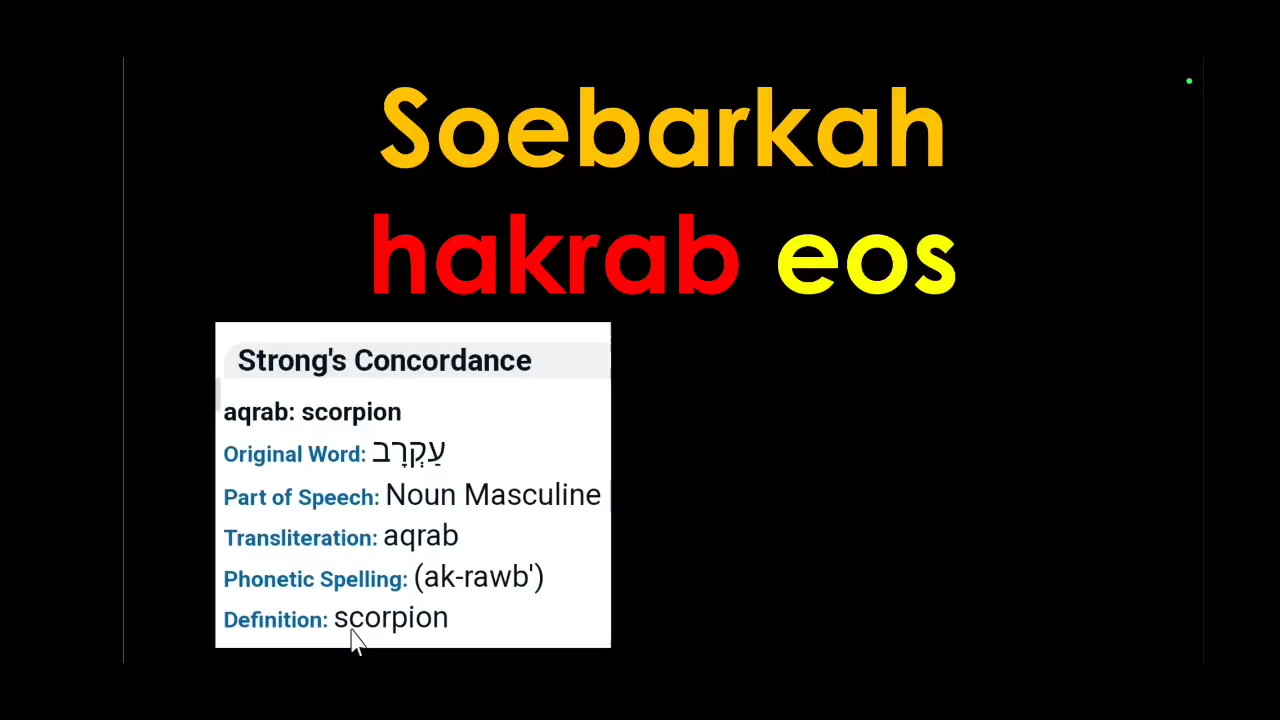 Soebarkah
hakrab eos
Strong's Concordance
aqrab: scorpion
Original Word: עַקְרָב
Part of Speech: Noun Masculine
Transliteration: aqrab
Phonetic Spelling: (ak-rawb')
Definition: scorpion